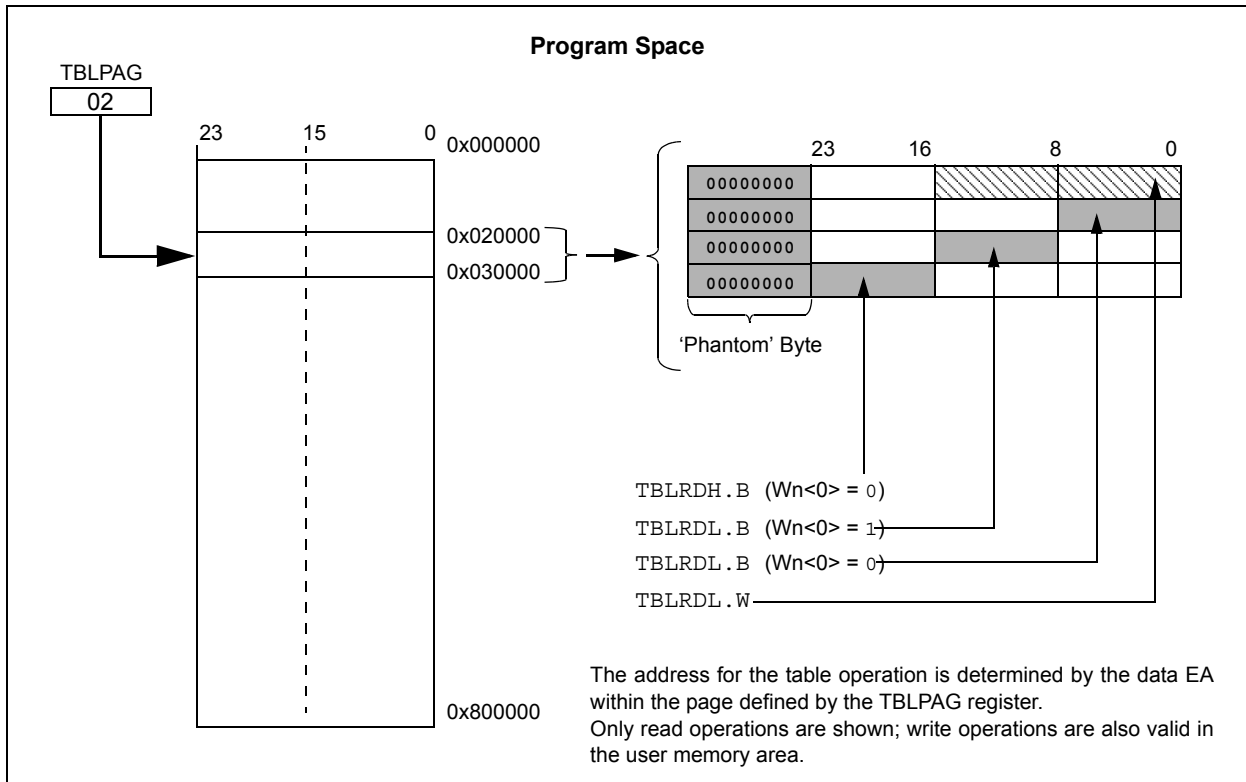 Program Space
TBLPAG
02
23 15 0
0x000000
0x020000
0x030000
0x800000
23 16 8 0
00000000
00000000
00000000
00000000
‘Phantom’ Byte
TBLRDH.B (Wn<0> = 0)
TBLRDL.B (Wn<0> = 1)
TBLRDL.B (Wn<0> = 0)
TBLRDL.W
The address for the table operation is determined by the data EA
within the page defined by the TBLPAG register.
Only read operations are shown; write operations are also valid in
the user memory area.